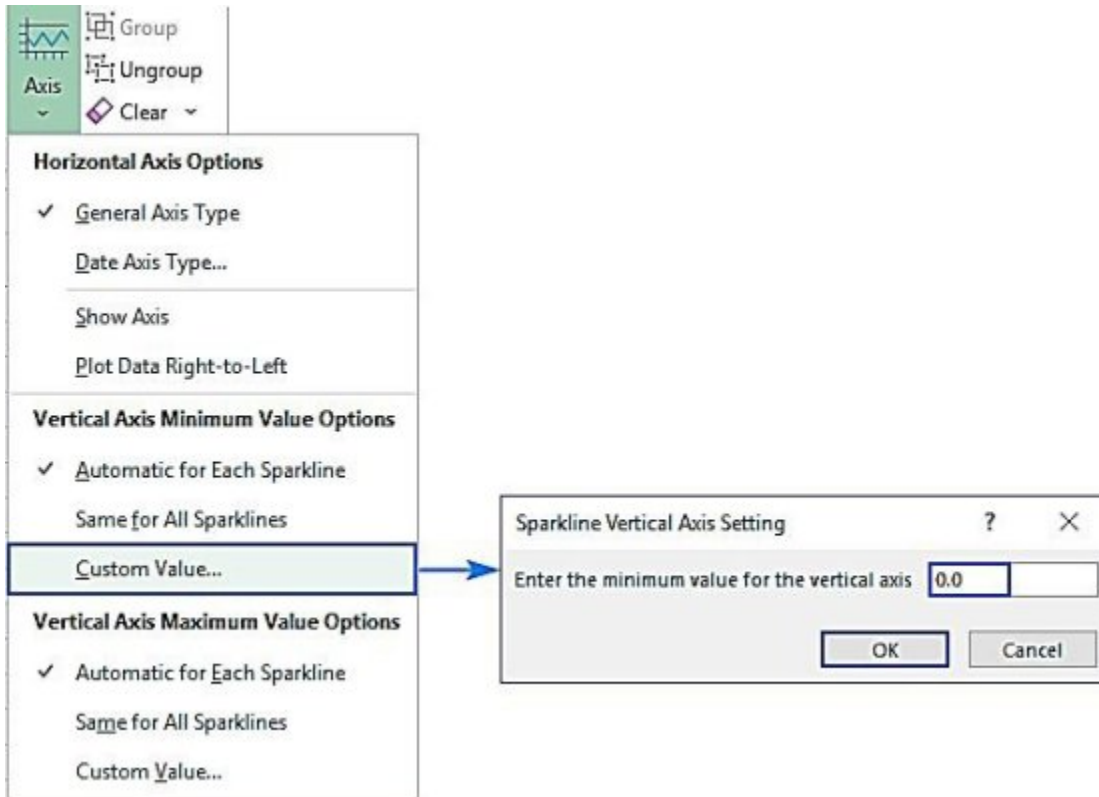 Group
Axis
Ungroup
Clear
Horizontal Axis Options
General Axis Type
Date Axis Type...
Show Axis
Plot Data Right-to-Left
Vertical Axis Minimum Value Options
Automatic for Each Sparkline
Same for All Sparklines
Custom Value...
Sparkline Vertical Axis Setting ? ×
Enter the minimum value for the vertical axis 0.0
OK Cancel
Vertical Axis Maximum Value Options
Automatic for Each Sparkline
Same for All Sparklines
Custom Value...